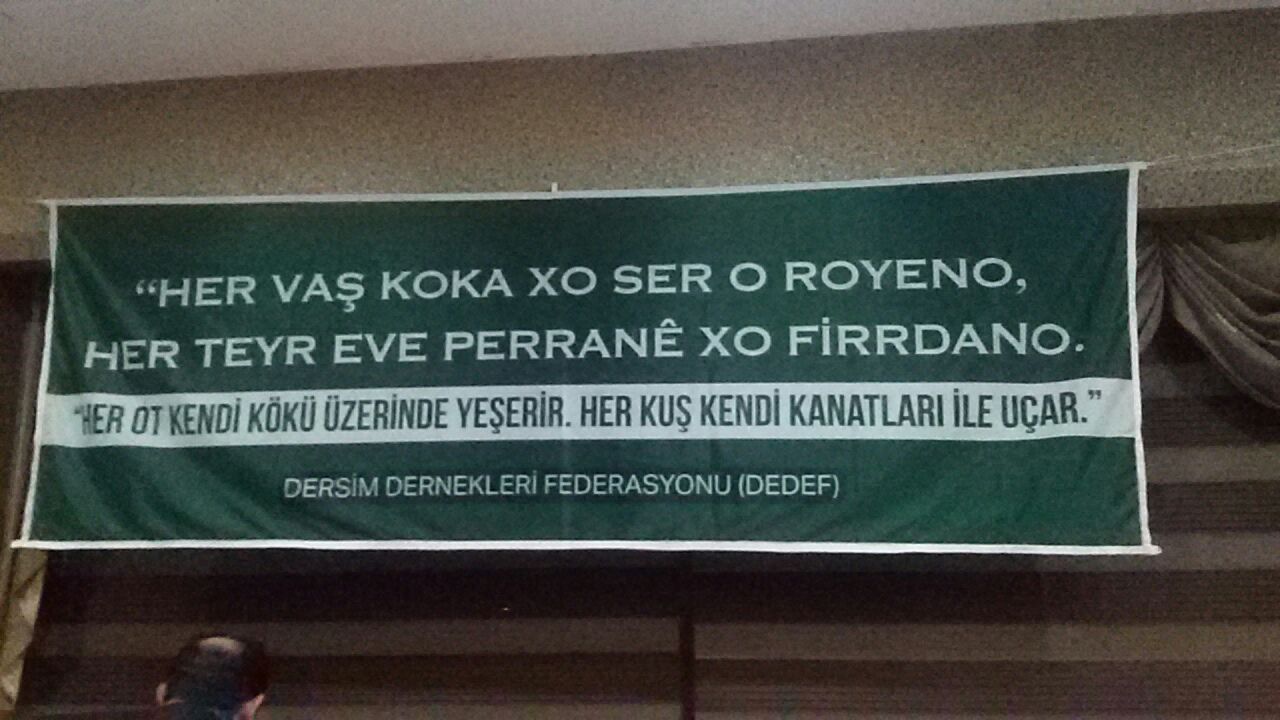 “HER VAŞ KOKA XO SER O ROYENO,
HER TEYR EVE PERRANÊ XO FİRRDANO.
“HER OT KENDİ KÖKÜ ÜZERİNDE YEŞERİR. HER KUŞ KENDİ KANATLARI İLE UÇAR.”
DERSİM DERNEKLERİ FEDERASYONU (DEDEF)